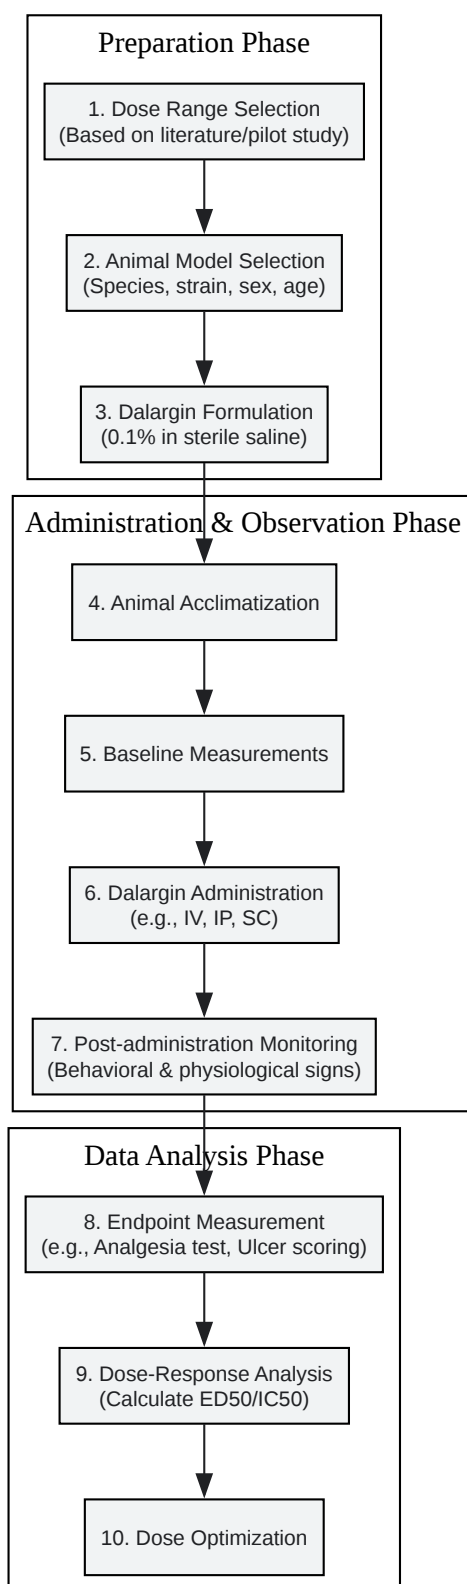 Preparation Phase
1. Dose Range Selection
(Based on literature/pilot study)
2. Animal Model Selection
(Species, strain, sex, age)
3. Dalargin Formulation
(0.1% in sterile saline)
Administration & Observation Phase
4. Animal Acclimatization
5. Baseline Measurements
6. Dalargin Administration
(e.g., IV, IP, SC)
7. Post-administration Monitoring
(Behavioral & physiological signs)
Data Analysis Phase
8. Endpoint Measurement
(e.g., Analgesia test, Ulcer scoring)
9. Dose-Response Analysis
(Calculate ED50/IC50)
10. Dose Optimization